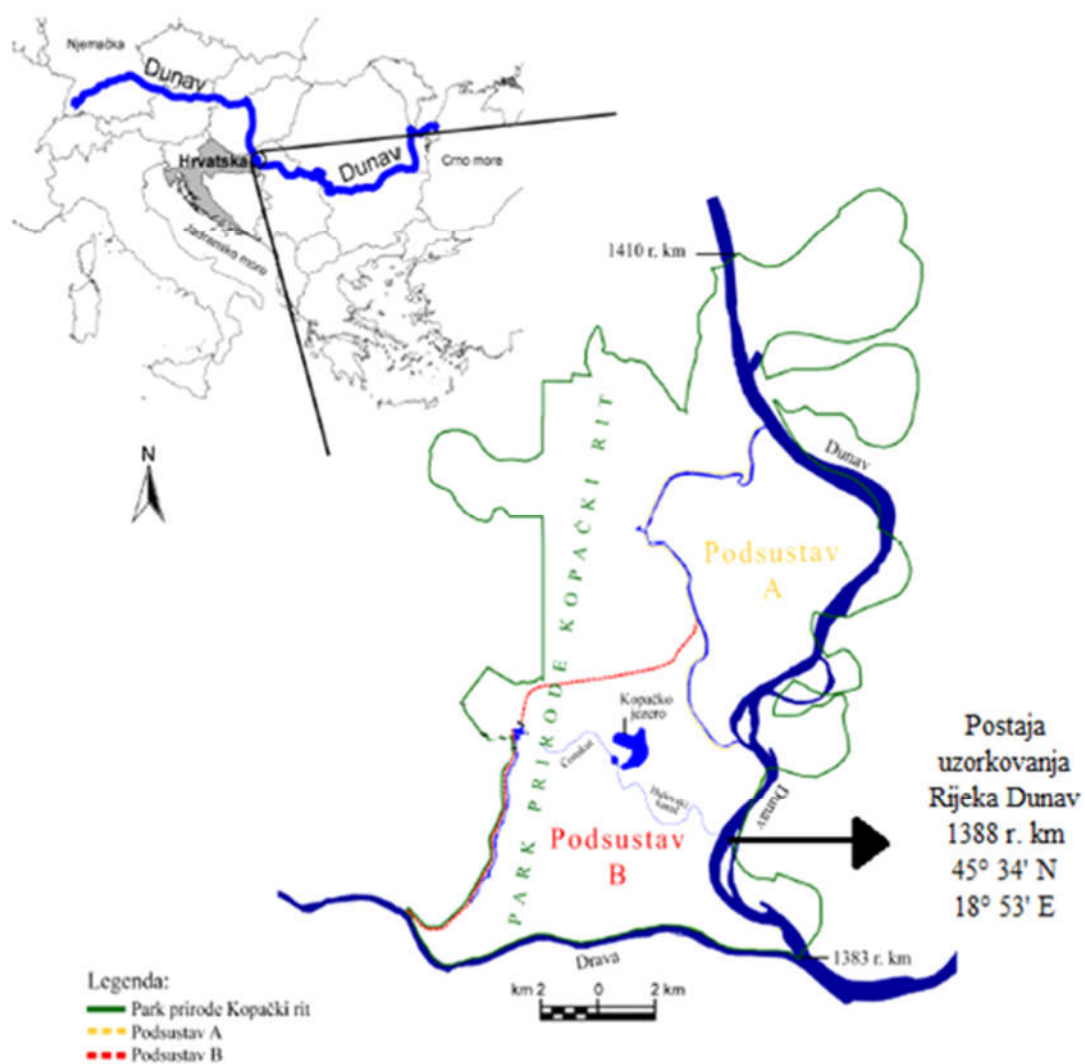 Njemačka
Dunav
Hrvatska
Dunav
Crno more
Jadransko more
1410 r. km
N
Dunav
PARK PRIRODE KOPAČKI RIT
Podsustav
A
Kopačko
jezero
Čonakut
Hulovski
kanal
Dunav
Podsustav
B
Postaja
uzorkovanja
Rijeka Dunav
1388 r. km
45° 34' N
18° 53' E
Drava
1383 r. km
km 2 0 2 km
Legenda:
Park prirode Kopački rit
Podsustav A
Podsustav B